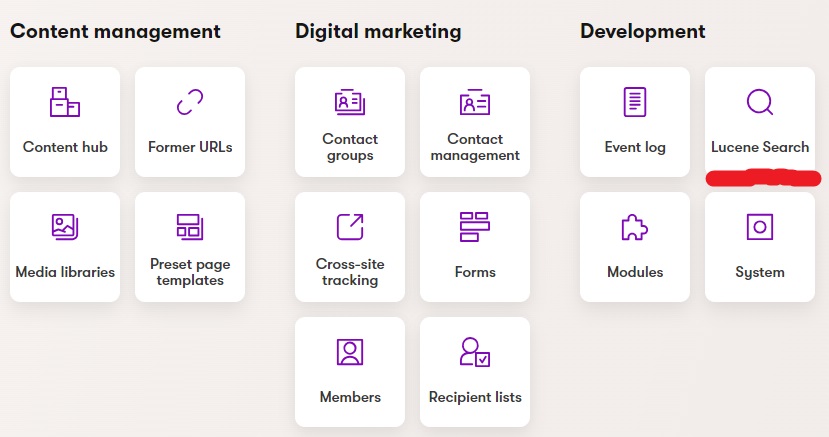 Content management
Content hub
Former URLs
Media libraries
Preset page
templates
Digital marketing
Contact
groups
Contact
management
Cross-site
tracking
Forms
Members
Recipient lists
Development
Event log
Lucene Search
Modules
System